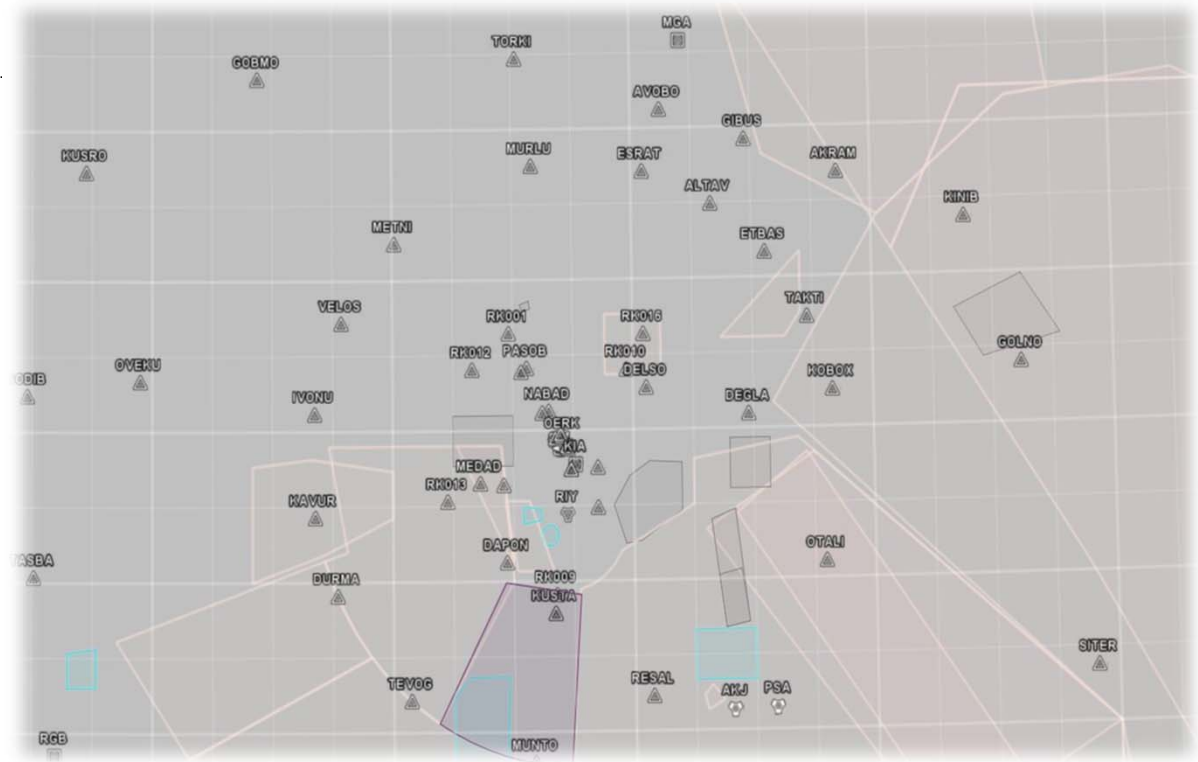 MGA
TORKI
GOBMO
AVOBO
GIBUS
KUSRO
MURLU
ESRAT
AKRAM
ALTAV
KINIB
METNI
ETBAS
TAKTI
VELOS
RK001
RK016
GOLNO
RK012
PASOB
RK010
OVEKU
DELSO
KOBOX
ODIB
IVONU
NABAD
DEGLA
OERK
KIA
MEDAD
RK013
RIY
KAVUR
DAPON
OTALI
TASBA
DURMA
RK009
KUSTA
SITER
TEVOG
RESAL
AKJ
PSA
RGB
MUNTO